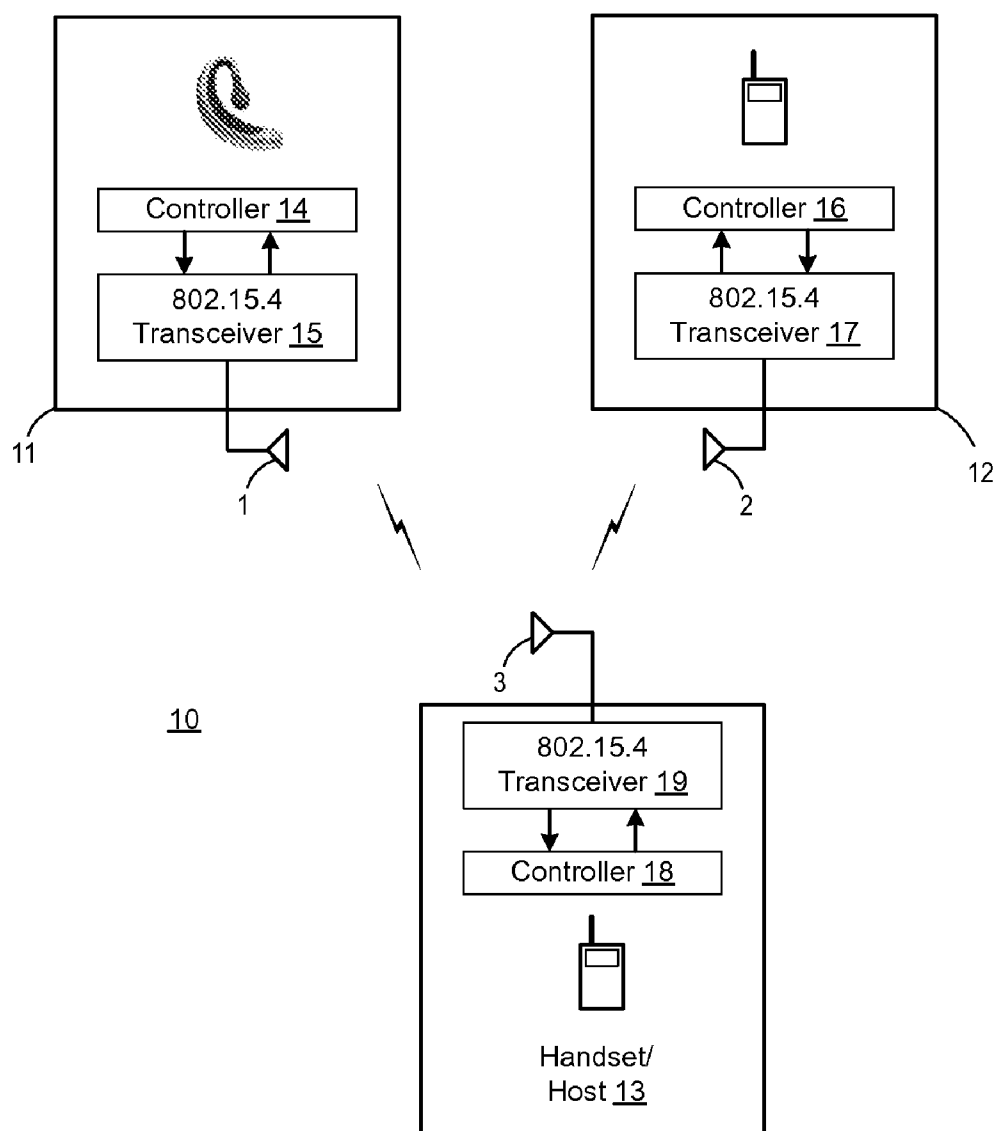 Controller 14
802.15.4
Transceiver 15
11
1
Controller 16
802.15.4
Transceiver 17
12
2
3
10
802.15.4
Transceiver 19
Controller 18
Handset/
Host 13